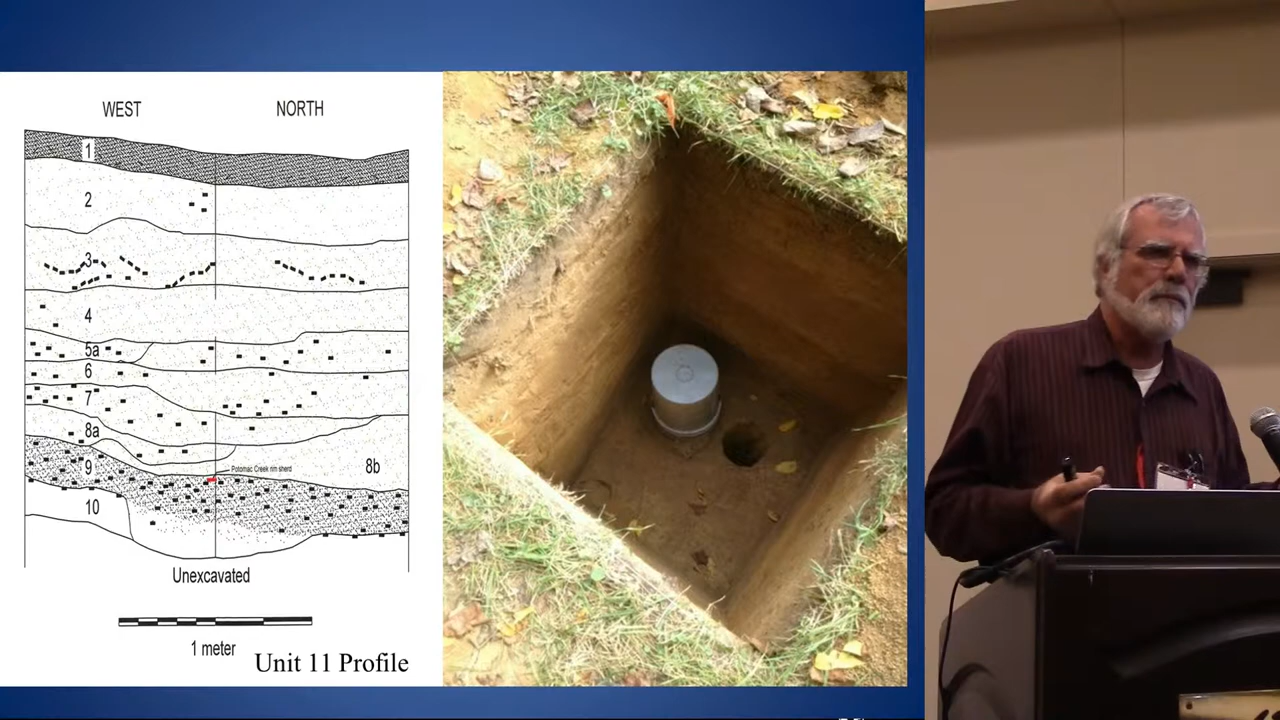 WEST
NORTH
1
2
3
4
5a
6
7
8a
9
Potomac Creek rim sherd
8b
10
Unexcavated
1 meter
Unit 11 Profile